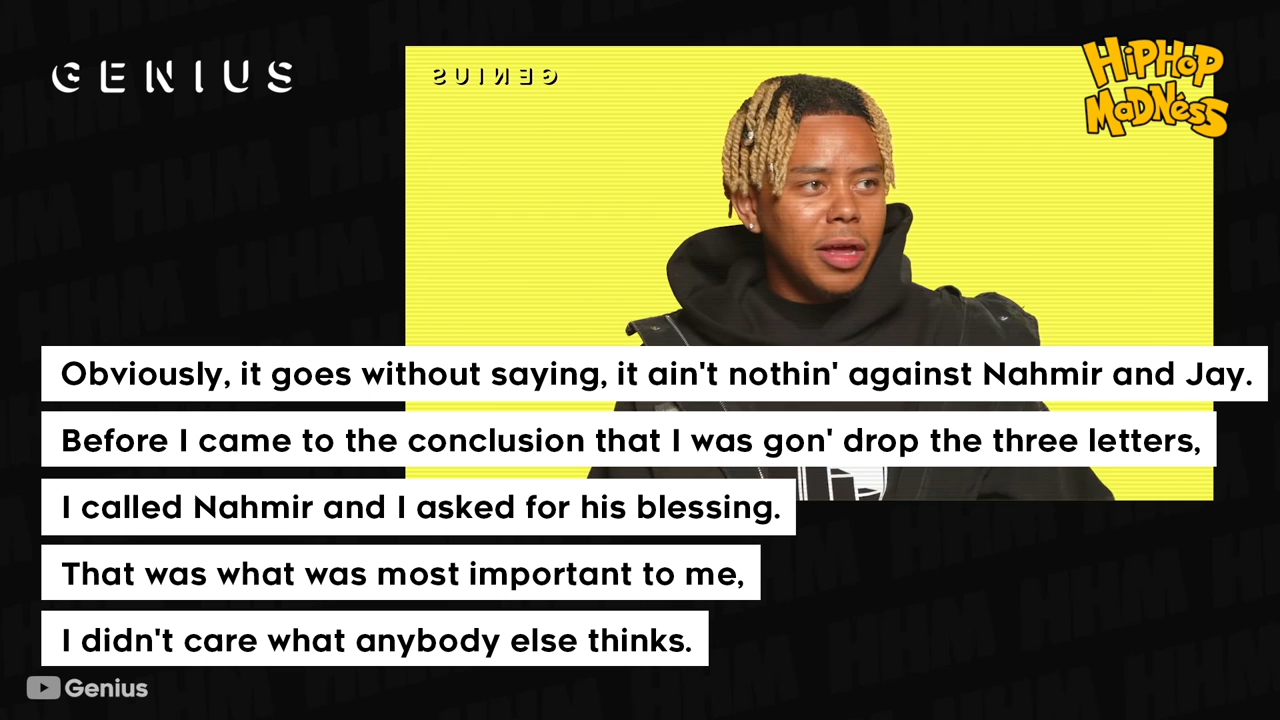 GENIUS
GENIUS
HIPHOP
MADNéSS
Obviously, it goes without saying, it ain't nothin' against Nahmir and Jay.
Before I came to the conclusion that I was gon' drop the three letters,
I called Nahmir and I asked for his blessing.
That was what was most important to me,
I didn't care what anybody else thinks.
Genius